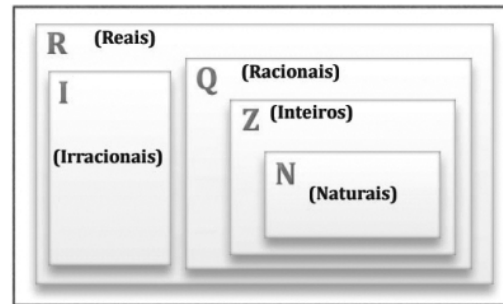 R (Reais)
I
(Irracionais)
Q (Racionais)
Z (Inteiros)
N
(Naturais)